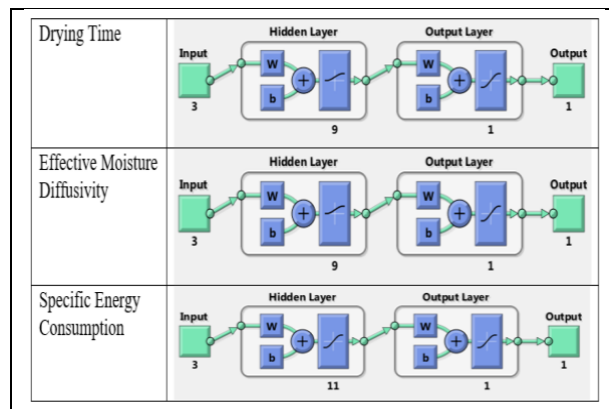 Drying Time
Hidden Layer Output Layer
Input Output
W W
b b
3 9 1 1
Effective Moisture
Diffusivity
Hidden Layer Output Layer
Input Output
W W
b b
3 9 1 1
Specific Energy
Consumption
Hidden Layer Output Layer
Input Output
W W
b b
3 11 1 1